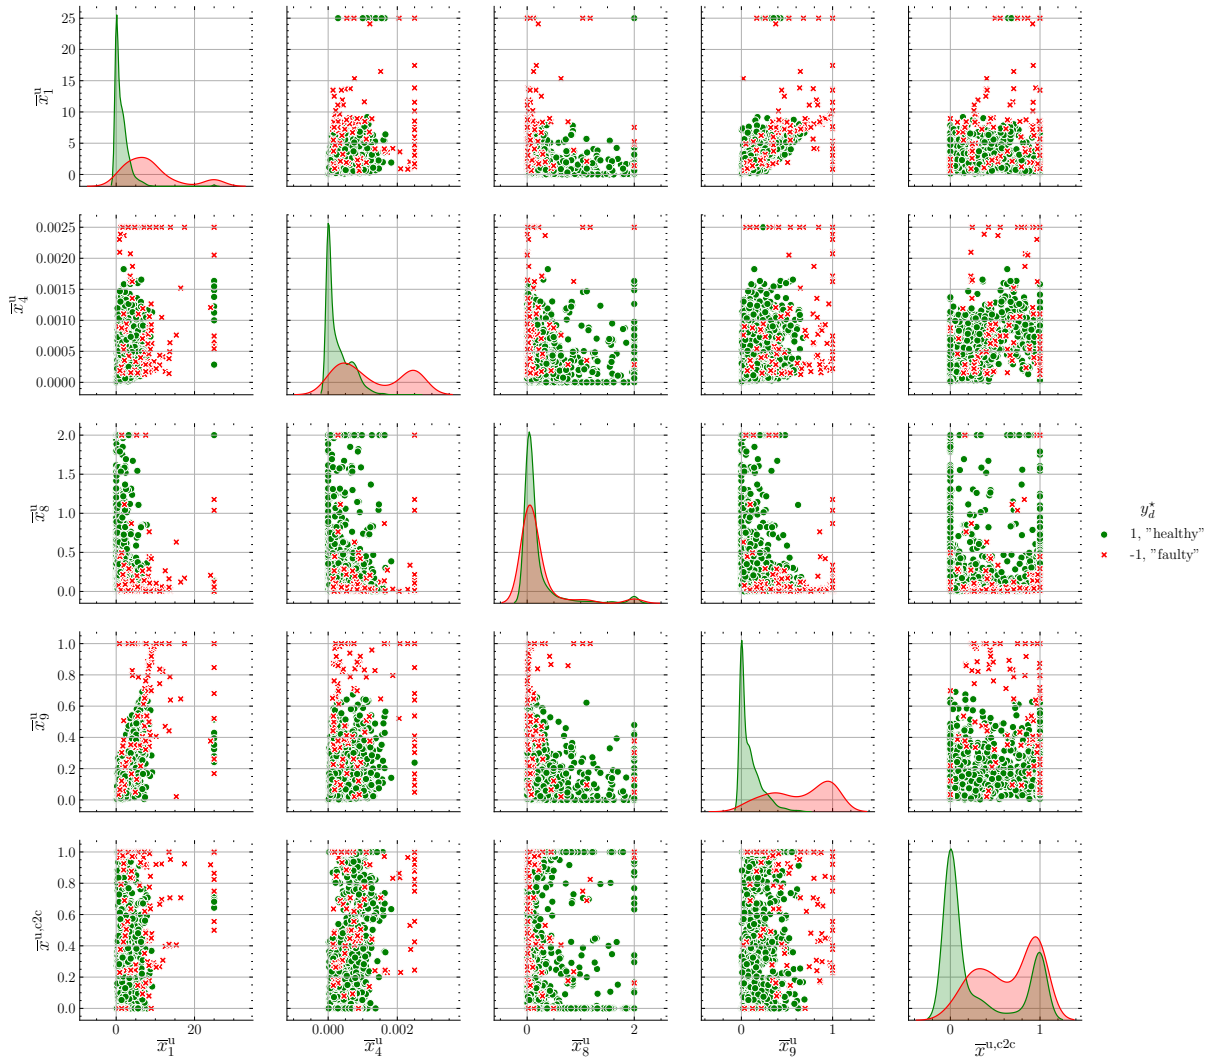 25
20
15
10
5
0
x̅₁ᵘ
0.0025
0.0020
0.0015
0.0010
0.0005
0.0000
x̅₄ᵘ
2.0
1.5
1.0
0.5
0.0
x̅₈ᵘ
y_d^⋆
1, "healthy"
-1, "faulty"
1.0
0.8
0.6
0.4
0.2
0.0
x̅₉ᵘ
1.0
0.8
0.6
0.4
0.2
0.0
x̅ᵘ,ᶜ²ᶜ
0 20 0.000 0.002 0 2 0 1 0 1
x̅₁ᵘ x̅₄ᵘ x̅₈ᵘ x̅₉ᵘ x̅ᵘ,ᶜ²ᶜ